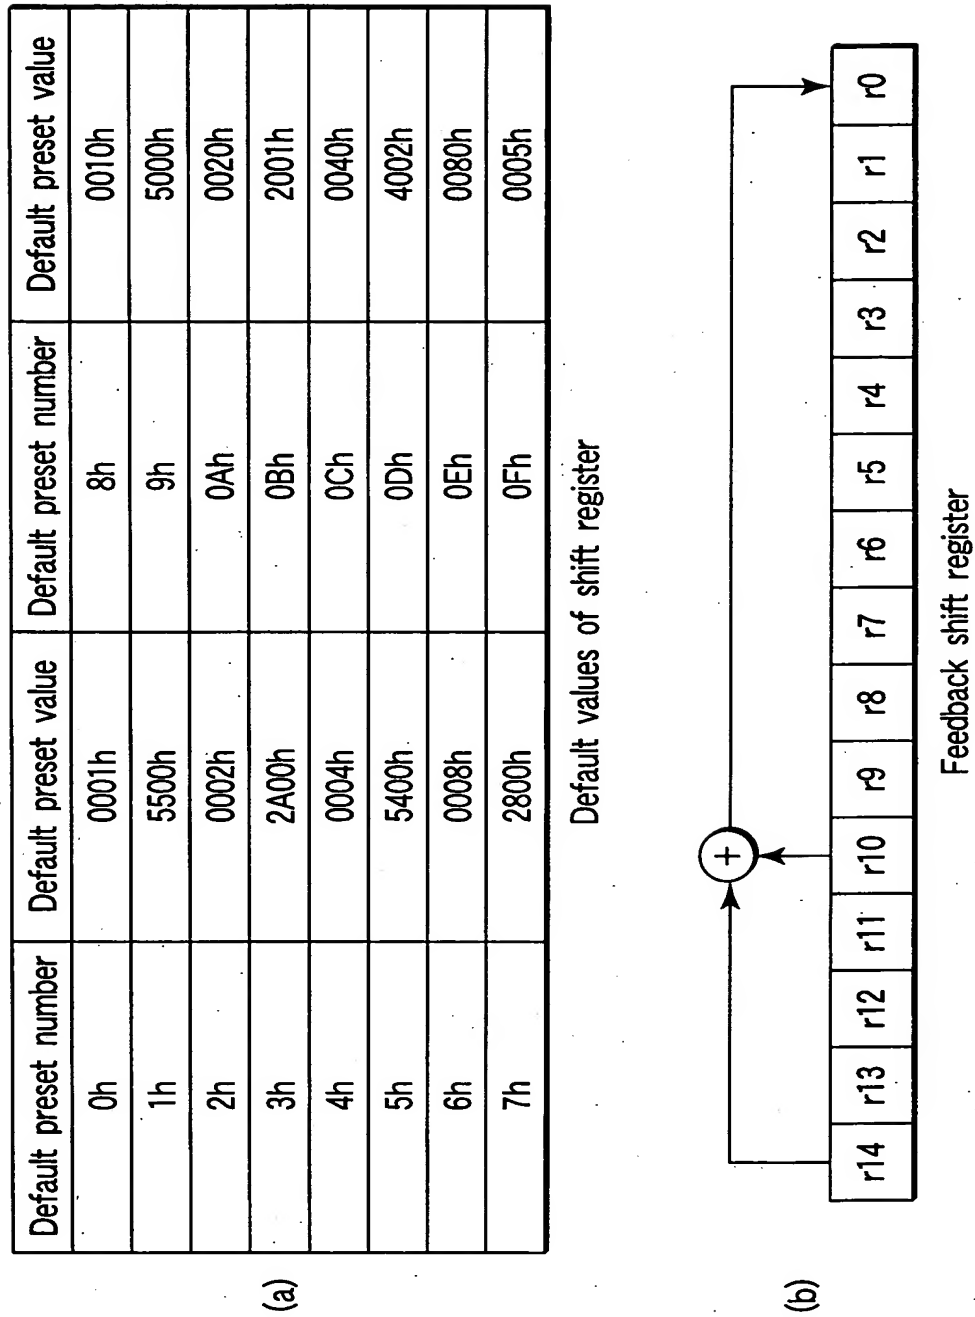 (a)
Default preset number Default preset value Default preset number Default preset value
0h 0001h 8h 0010h
1h 5500h 9h 5000h
2h 0002h 0Ah 0020h
3h 2A00h 0Bh 2001h
4h 0004h 0Ch 0040h
5h 5400h 0Dh 4002h
6h 0008h 0Eh 0080h
7h 2800h 0Fh 0005h
Default values of shift register
(b)
+
r14 r13 r12 r11 r10 r9 r8 r7 r6 r5 r4 r3 r2 r1 r0
Feedback shift register